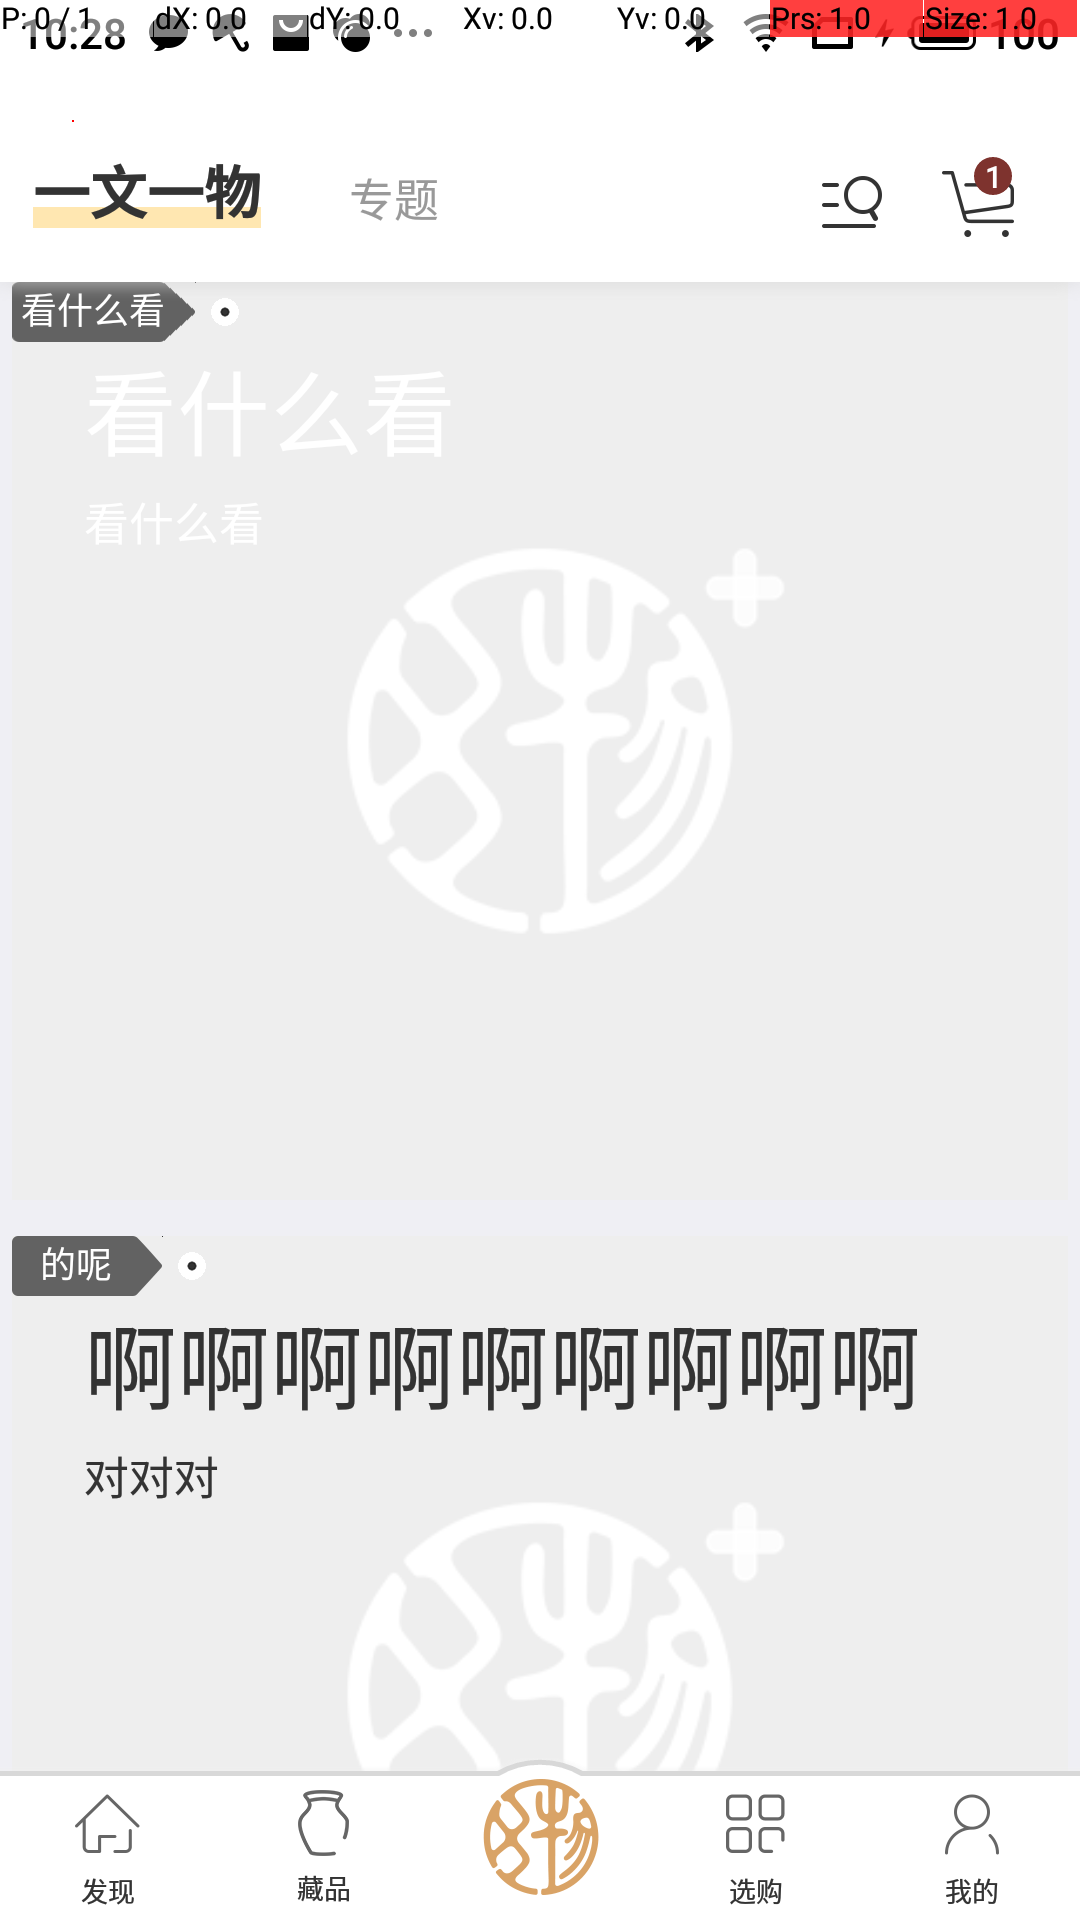 P: 0 / 1 dX: 0.0 dY: 0.0 Xv: 0.0 Yv: 0.0 Prs: 1.0 Size: 1.0
10:28 100
一文一物 专题 1
看什么看
看什么看
看什么看
的呢
啊啊啊啊啊啊啊啊啊
对对对
发现 藏品 选购 我的